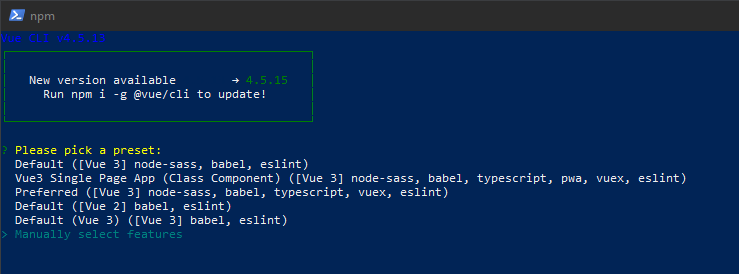 npm
Vue CLI v4.5.13
New version available → 4.5.15
Run npm i -g @vue/cli to update!
? Please pick a preset:
Default ([Vue 3] node-sass, babel, eslint)
Vue3 Single Page App (Class Component) ([Vue 3] node-sass, babel, typescript, pwa, vuex, eslint)
Preferred ([Vue 3] node-sass, babel, typescript, vuex, eslint)
Default ([Vue 2] babel, eslint)
Default (Vue 3) ([Vue 3] babel, eslint)
> Manually select features